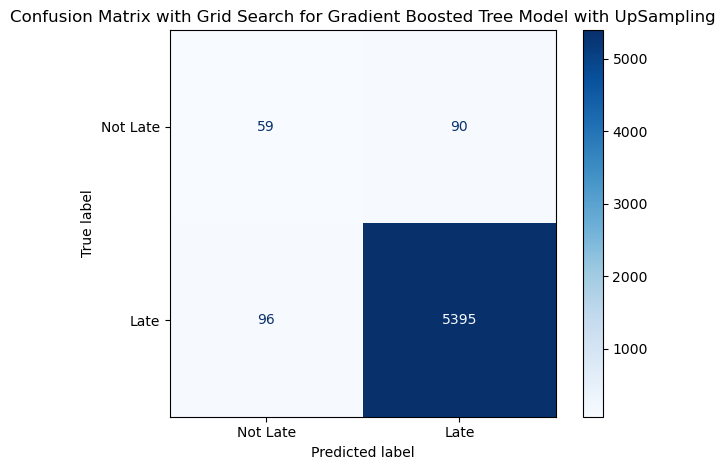 Confusion Matrix with Grid Search for Gradient Boosted Tree Model with UpSampling
True label
Not Late
59
90
Late
96
5395
Not Late
Late
Predicted label
5000
4000
3000
2000
1000